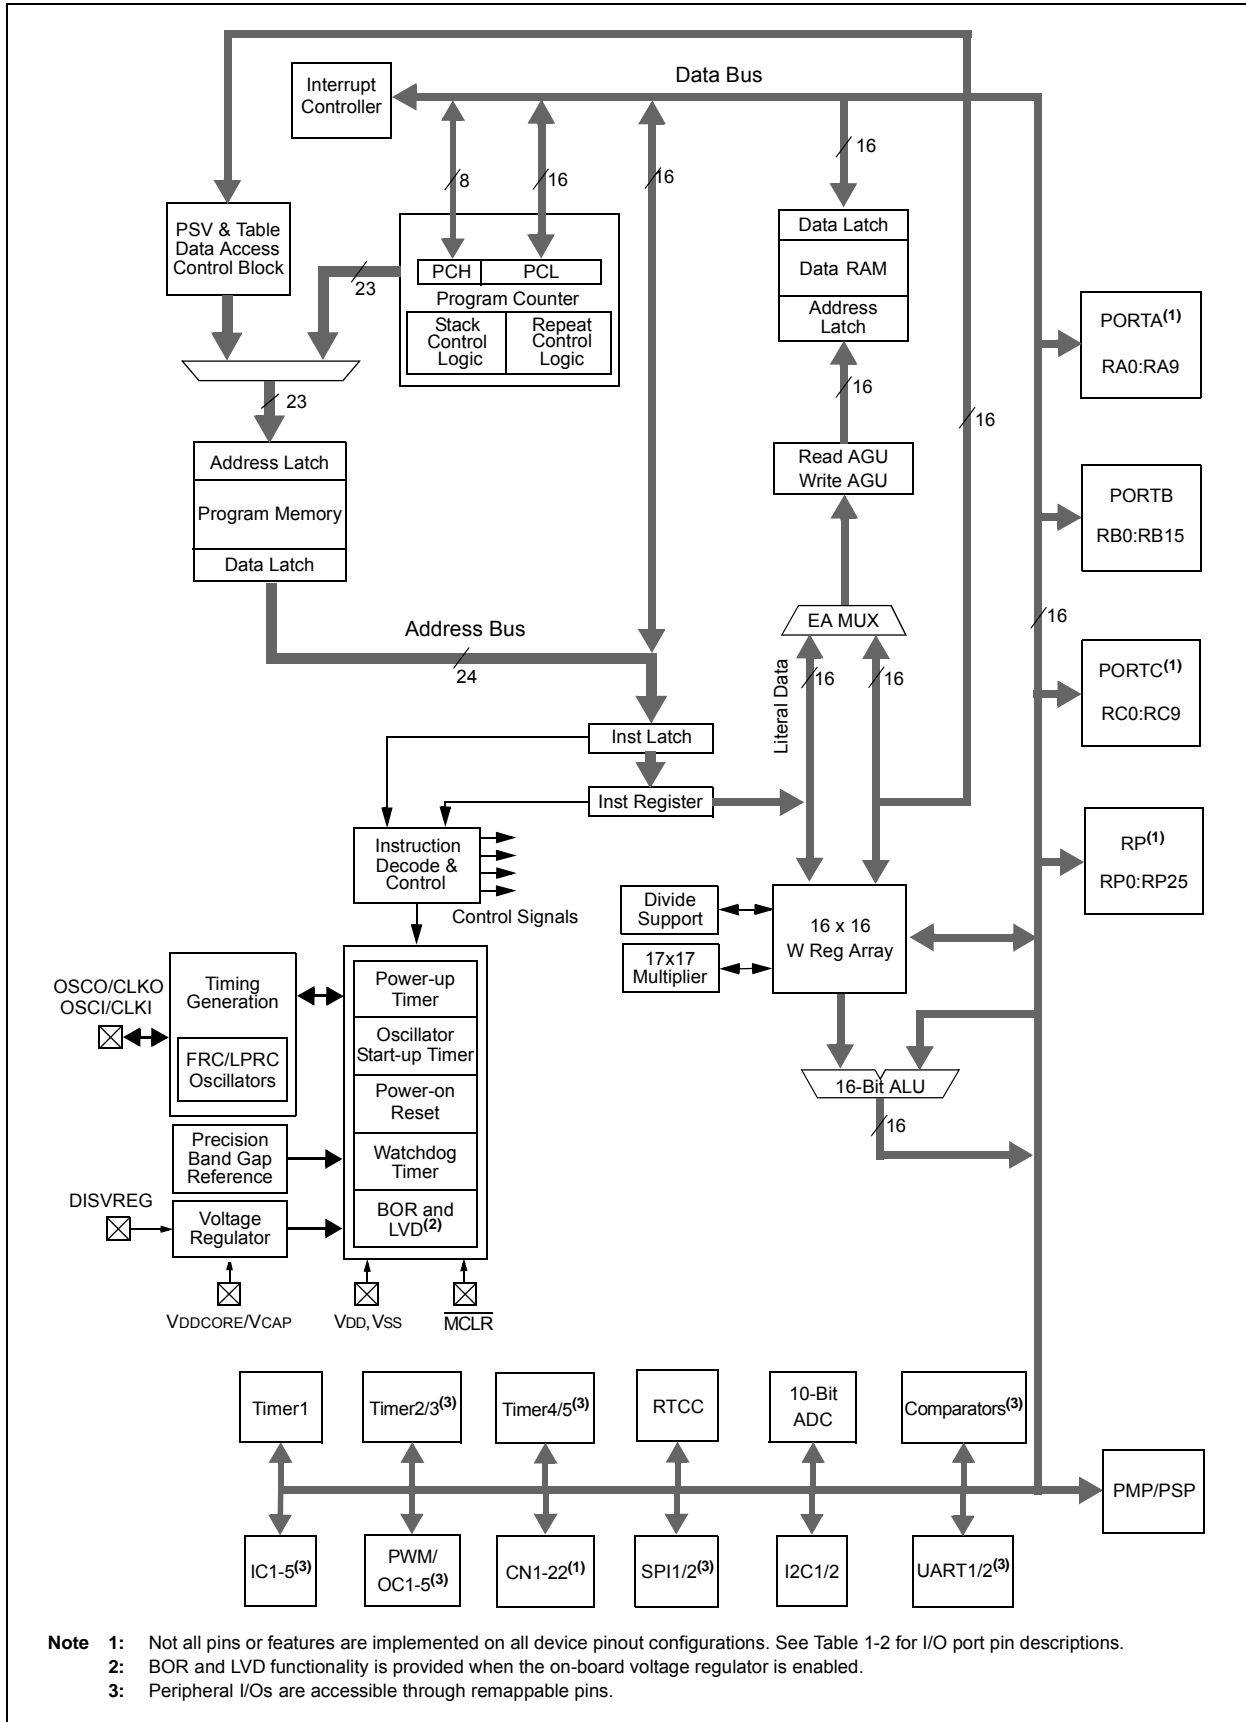 Data Bus
Interrupt
Controller
8
16
16
16
PSV & Table
Data Access
Control Block
23
PCH
PCL
Program Counter
Stack
Control
Logic
Repeat
Control
Logic
Data Latch
Data RAM
Address
Latch
PORTA(1)
RA0:RA9
23
16
16
Address Latch
Program Memory
Data Latch
Read AGU
Write AGU
PORTB
RB0:RB15
EA MUX
Address Bus
24
16
Literal Data
16
16
PORTC(1)
RC0:RC9
Inst Latch
Inst Register
Instruction
Decode &
Control
Control Signals
RP(1)
RP0:RP25
Divide
Support
16 x 16
W Reg Array
17x17
Multiplier
OSCO/CLKO
OSCI/CLKI
Timing
Generation
FRC/LPRC
Oscillators
Power-up
Timer
Oscillator
Start-up Timer
Power-on
Reset
Watchdog
Timer
BOR and
LVD(2)
16-Bit ALU
16
Precision
Band Gap
Reference
DISVREG
Voltage
Regulator
VDDCORE/VCAP
VDD, VSS
MCLR
Timer1
Timer2/3(3)
Timer4/5(3)
RTCC
10-Bit
ADC
Comparators(3)
PMP/PSP
IC1-5(3)
PWM/
OC1-5(3)
CN1-22(1)
SPI1/2(3)
I2C1/2
UART1/2(3)
Note 1: Not all pins or features are implemented on all device pinout configurations. See Table 1-2 for I/O port pin descriptions.
2: BOR and LVD functionality is provided when the on-board voltage regulator is enabled.
3: Peripheral I/Os are accessible through remappable pins.